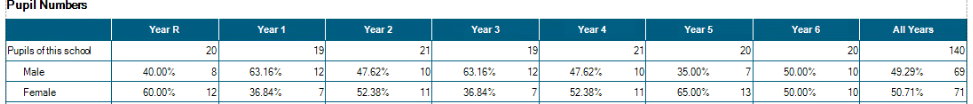 Pupil Numbers
Year R Year 1 Year 2 Year 3 Year 4 Year 5 Year 6 All Years
Pupils of this school 20 19 21 19 21 20 20 140
Male 40.00% 8 63.16% 12 47.62% 10 63.16% 12 47.62% 10 35.00% 7 50.00% 10 49.29% 69
Female 60.00% 12 36.84% 7 52.38% 11 36.84% 7 52.38% 11 65.00% 13 50.00% 10 50.71% 71